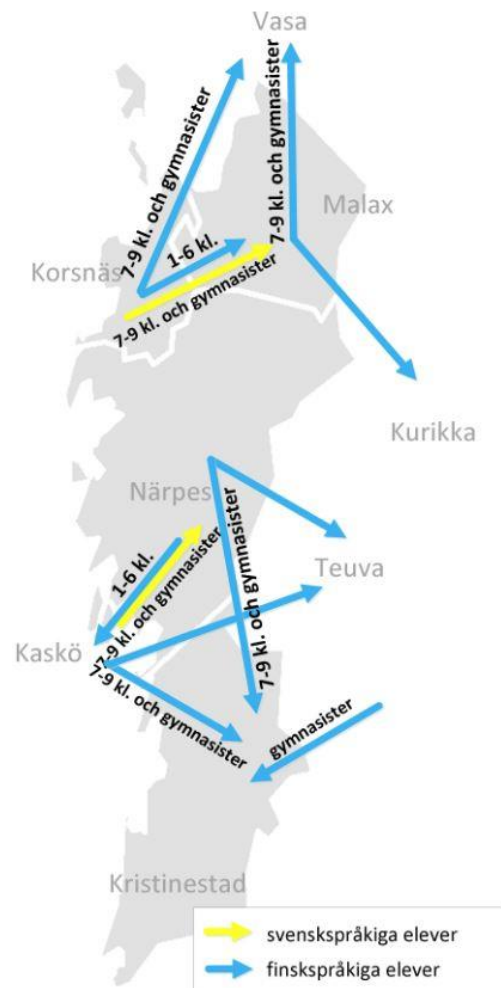 Vasa
7-9 kl. och gymnasister
7-9 kl. och gymnasister
Malax
1-6 kl.
Korsnäs
7-9 kl. och gymnasister
Kurikka
Närpes
7-9 kl. och gymnasister
1-6 kl.
7-9 kl. och gymnasister
Teuva
Kaskö
7-9 kl. och gymnasister
gymnasister
Kristinestad
svenskspråkiga elever
finskspråkiga elever